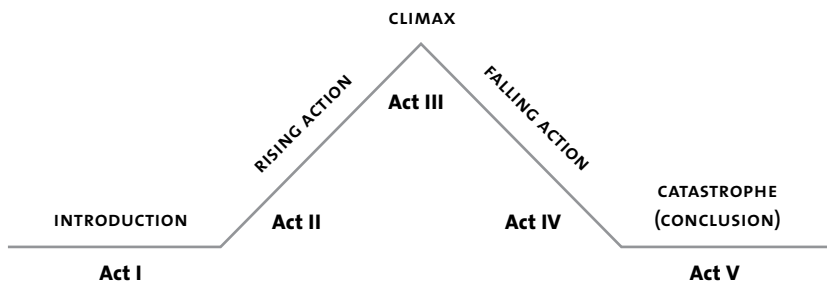 CLIMAX
RISING ACTION
FALLING ACTION
Act III
INTRODUCTION
Act II
Act IV
CATASTROPHE
(CONCLUSION)
Act I
Act V